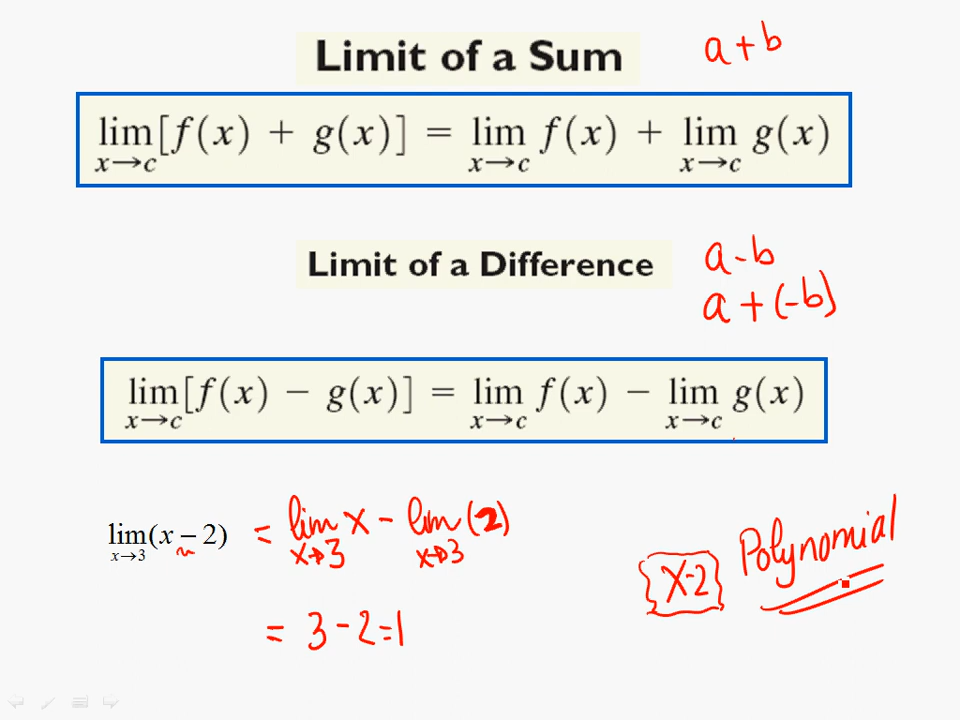 Limit of a Sum a+b
lim[f(x) + g(x)] = lim f(x) + lim g(x)
x→c x→c x→c
Limit of a Difference a-b
a+(-b)
lim[f(x) − g(x)] = lim f(x) − lim g(x)
x→c x→c x→c
lim(x − 2) = lim x - lim (2)
x→3 x→3 x→3
{x-2} Polynomial
= 3-2=1